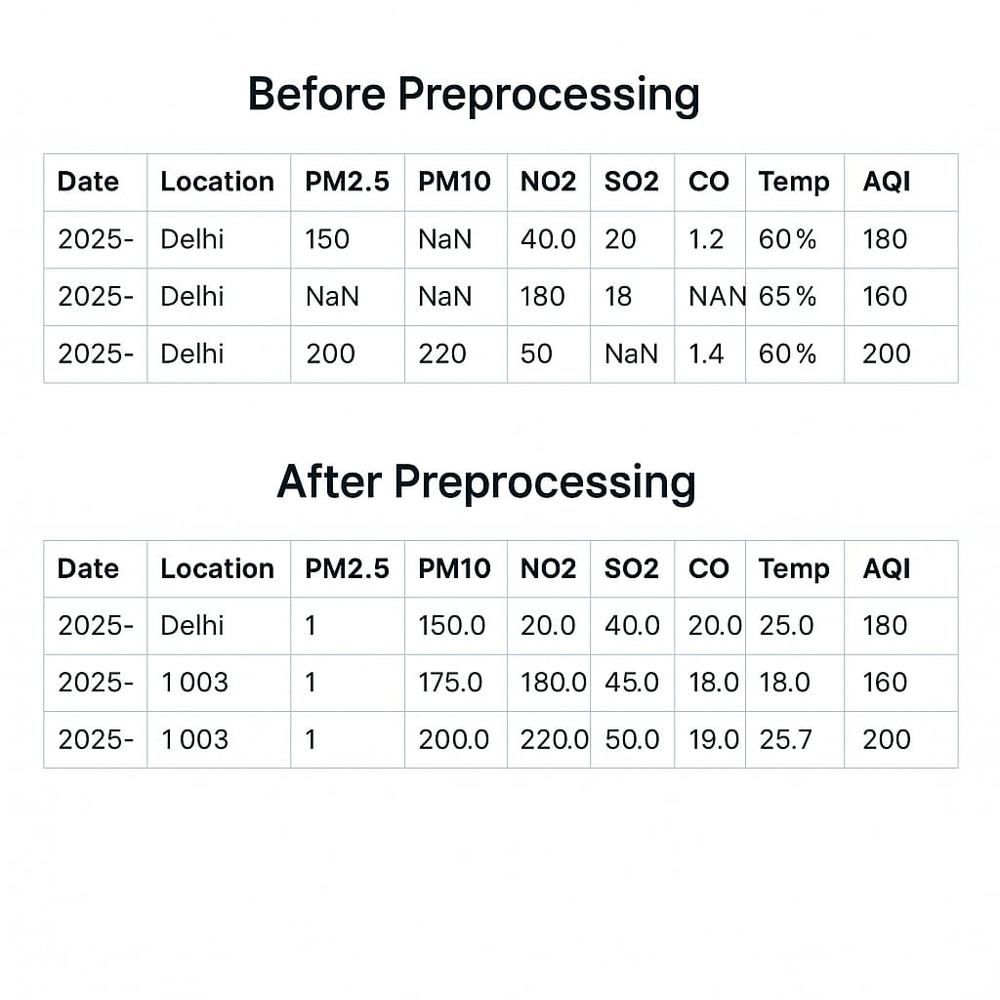 Before Preprocessing
Date Location PM2.5 PM10 NO2 SO2 CO Temp AQI
2025- Delhi 150 NaN 40.0 20 1.2 60% 180
2025- Delhi NaN NaN 180 18 NAN 65% 160
2025- Delhi 200 220 50 NaN 1.4 60% 200
After Preprocessing
Date Location PM2.5 PM10 NO2 SO2 CO Temp AQI
2025- Delhi 1 150.0 20.0 40.0 20.0 25.0 180
2025- 1003 1 175.0 180.0 45.0 18.0 18.0 160
2025- 1003 1 200.0 220.0 50.0 19.0 25.7 200